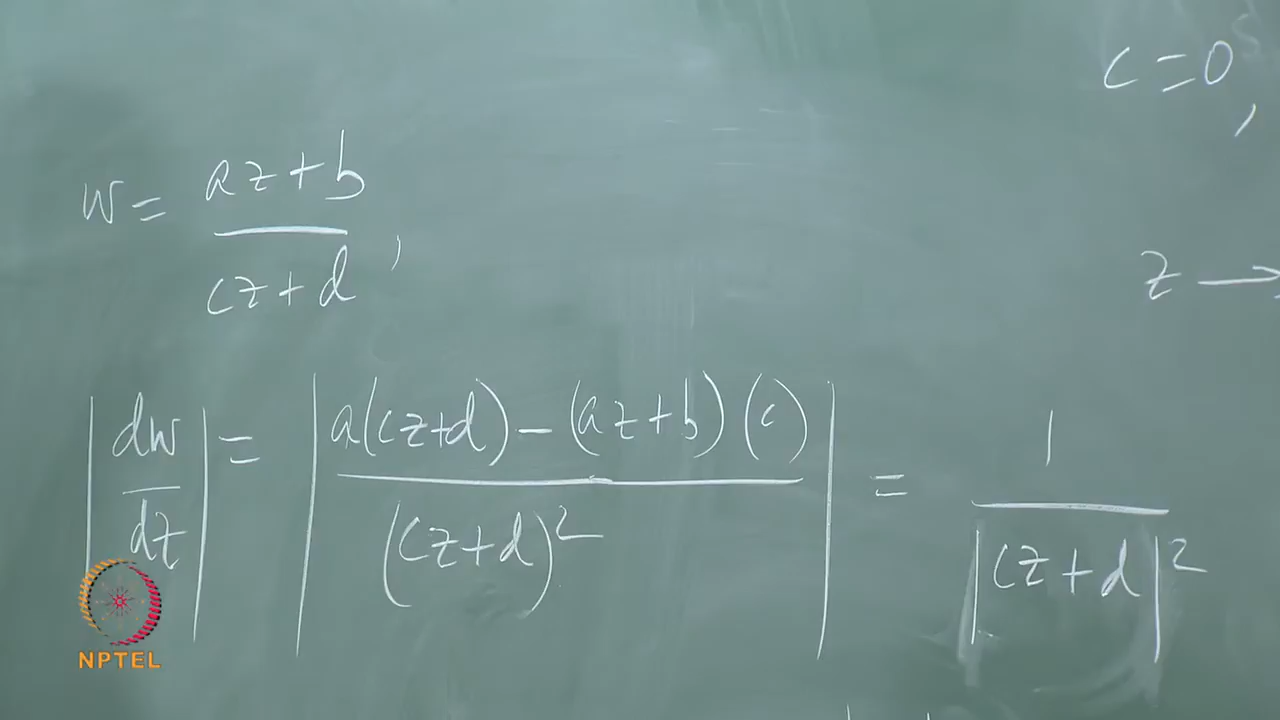 c = 0,
w = az + b / cz + d ,
z →
|dw/dz| = |a(cz+d) − (az+b)(c) / (cz+d)²| = 1 / |cz+d|²
NPTEL